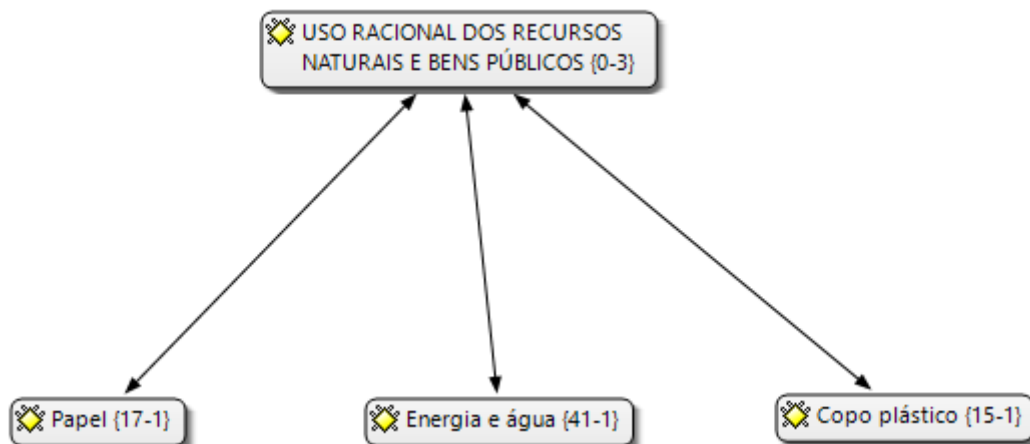 USO RACIONAL DOS RECURSOS
NATURAIS E BENS PÚBLICOS {0-3}
Papel {17-1}
Energia e água {41-1}
Copo plástico {15-1}